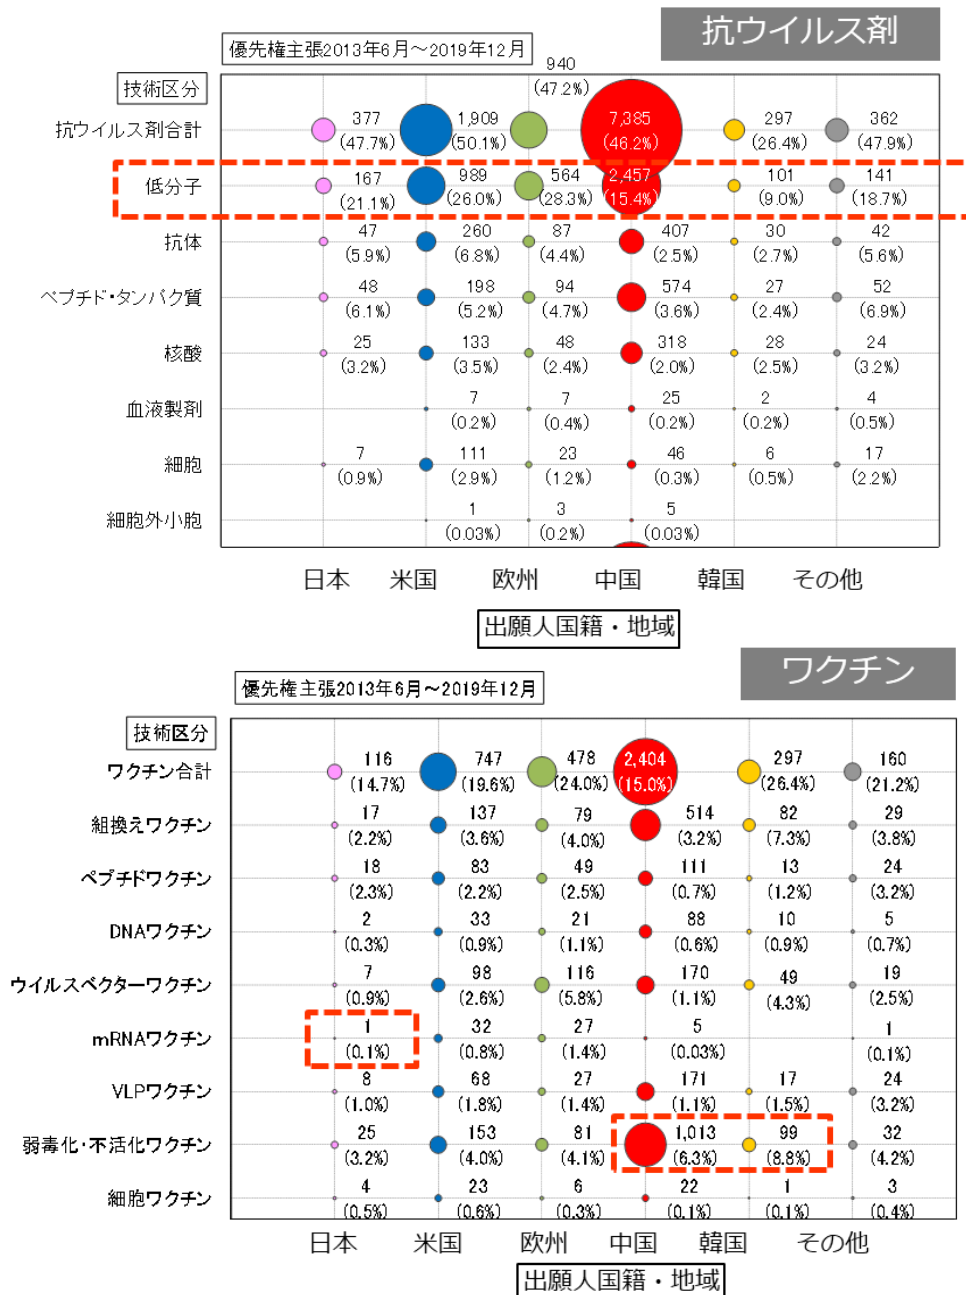 抗ウイルス剤
優先権主張2013年6月～2019年12月
技術区分
940
(47.2%)
抗ウイルス剤合計 377 1,909 7,385 297 362
(47.7%) (50.1%) (46.2%) (26.4%) (47.9%)
低分子 167 989 564 2,457 101 141
(21.1%) (26.0%) (28.3%) (15.4%) (9.0%) (18.7%)
抗体 47 260 87 407 30 42
(5.9%) (6.8%) (4.4%) (2.5%) (2.7%) (5.6%)
ペプチド・タンパク質 48 198 94 574 27 52
(6.1%) (5.2%) (4.7%) (3.6%) (2.4%) (6.9%)
核酸 25 133 48 318 28 24
(3.2%) (3.5%) (2.4%) (2.0%) (2.5%) (3.2%)
血液製剤 7 7 25 2 4
(0.2%) (0.4%) (0.2%) (0.2%) (0.5%)
細胞 7 111 23 46 6 17
(0.9%) (2.9%) (1.2%) (0.3%) (0.5%) (2.2%)
細胞外小胞 1 3 5
(0.03%) (0.2%) (0.03%)
日本 米国 欧州 中国 韓国 その他
出願人国籍・地域
ワクチン
優先権主張2013年6月～2019年12月
技術区分
ワクチン合計 116 747 478 2,404 297 160
(14.7%) (19.6%) (24.0%) (15.0%) (26.4%) (21.2%)
組換えワクチン 17 137 79 514 82 29
(2.2%) (3.6%) (4.0%) (3.2%) (7.3%) (3.8%)
ペプチドワクチン 18 83 49 111 13 24
(2.3%) (2.2%) (2.5%) (0.7%) (1.2%) (3.2%)
DNAワクチン 2 33 21 88 10 5
(0.3%) (0.9%) (1.1%) (0.6%) (0.9%) (0.7%)
ウイルスベクターワクチン 7 98 116 170 49 19
(0.9%) (2.6%) (5.8%) (1.1%) (4.3%) (2.5%)
mRNAワクチン 1 32 27 5 1
(0.1%) (0.8%) (1.4%) (0.03%) (0.1%)
VLPワクチン 8 68 27 171 17 24
(1.0%) (1.8%) (1.4%) (1.1%) (1.5%) (3.2%)
弱毒化・不活化ワクチン 25 153 81 1,013 99 32
(3.2%) (4.0%) (4.1%) (6.3%) (8.8%) (4.2%)
細胞ワクチン 4 23 6 22 1 3
(0.5%) (0.6%) (0.3%) (0.1%) (0.1%) (0.4%)
日本 米国 欧州 中国 韓国 その他
出願人国籍・地域